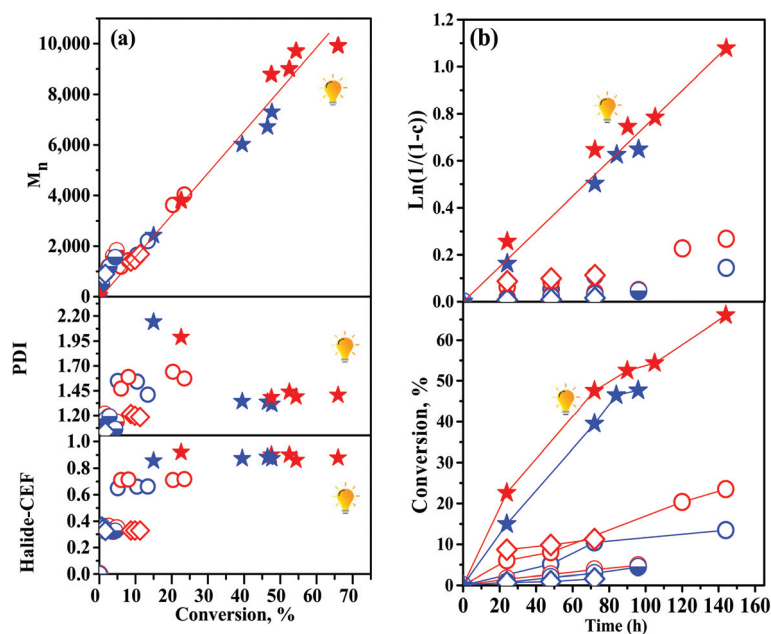 (a)
10,000
8,000
6,000
4,000
2,000
0
Mn
2.20
1.95
1.70
1.45
1.20
PDI
1.0
0.8
0.6
0.4
0.2
0.0
Halide-CEF
0 10 20 30 40 50 60 70
Conversion, %
(b)
1.2
1.0
0.8
0.6
0.4
0.2
0.0
Ln(1/(1-c))
60
50
40
30
20
10
0
Conversion, %
0 20 40 60 80 100 120 140 160
Time (h)